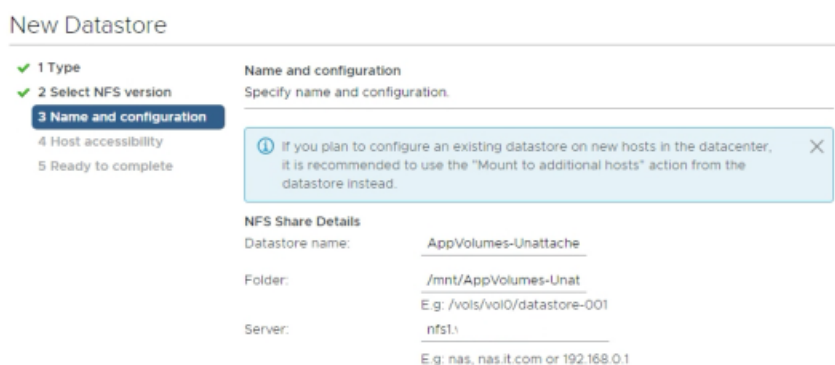 New Datastore
1 Type
2 Select NFS version
3 Name and configuration
4 Host accessibility
5 Ready to complete
Name and configuration
Specify name and configuration.
If you plan to configure an existing datastore on new hosts in the datacenter,
it is recommended to use the "Mount to additional hosts" action from the
datastore instead.
NFS Share Details
Datastore name: AppVolumes-Unattache
Folder: /mnt/AppVolumes-Unat
E.g: /vols/vol0/datastore-001
Server: nfs1.
E.g: nas, nas.it.com or 192.168.0.1